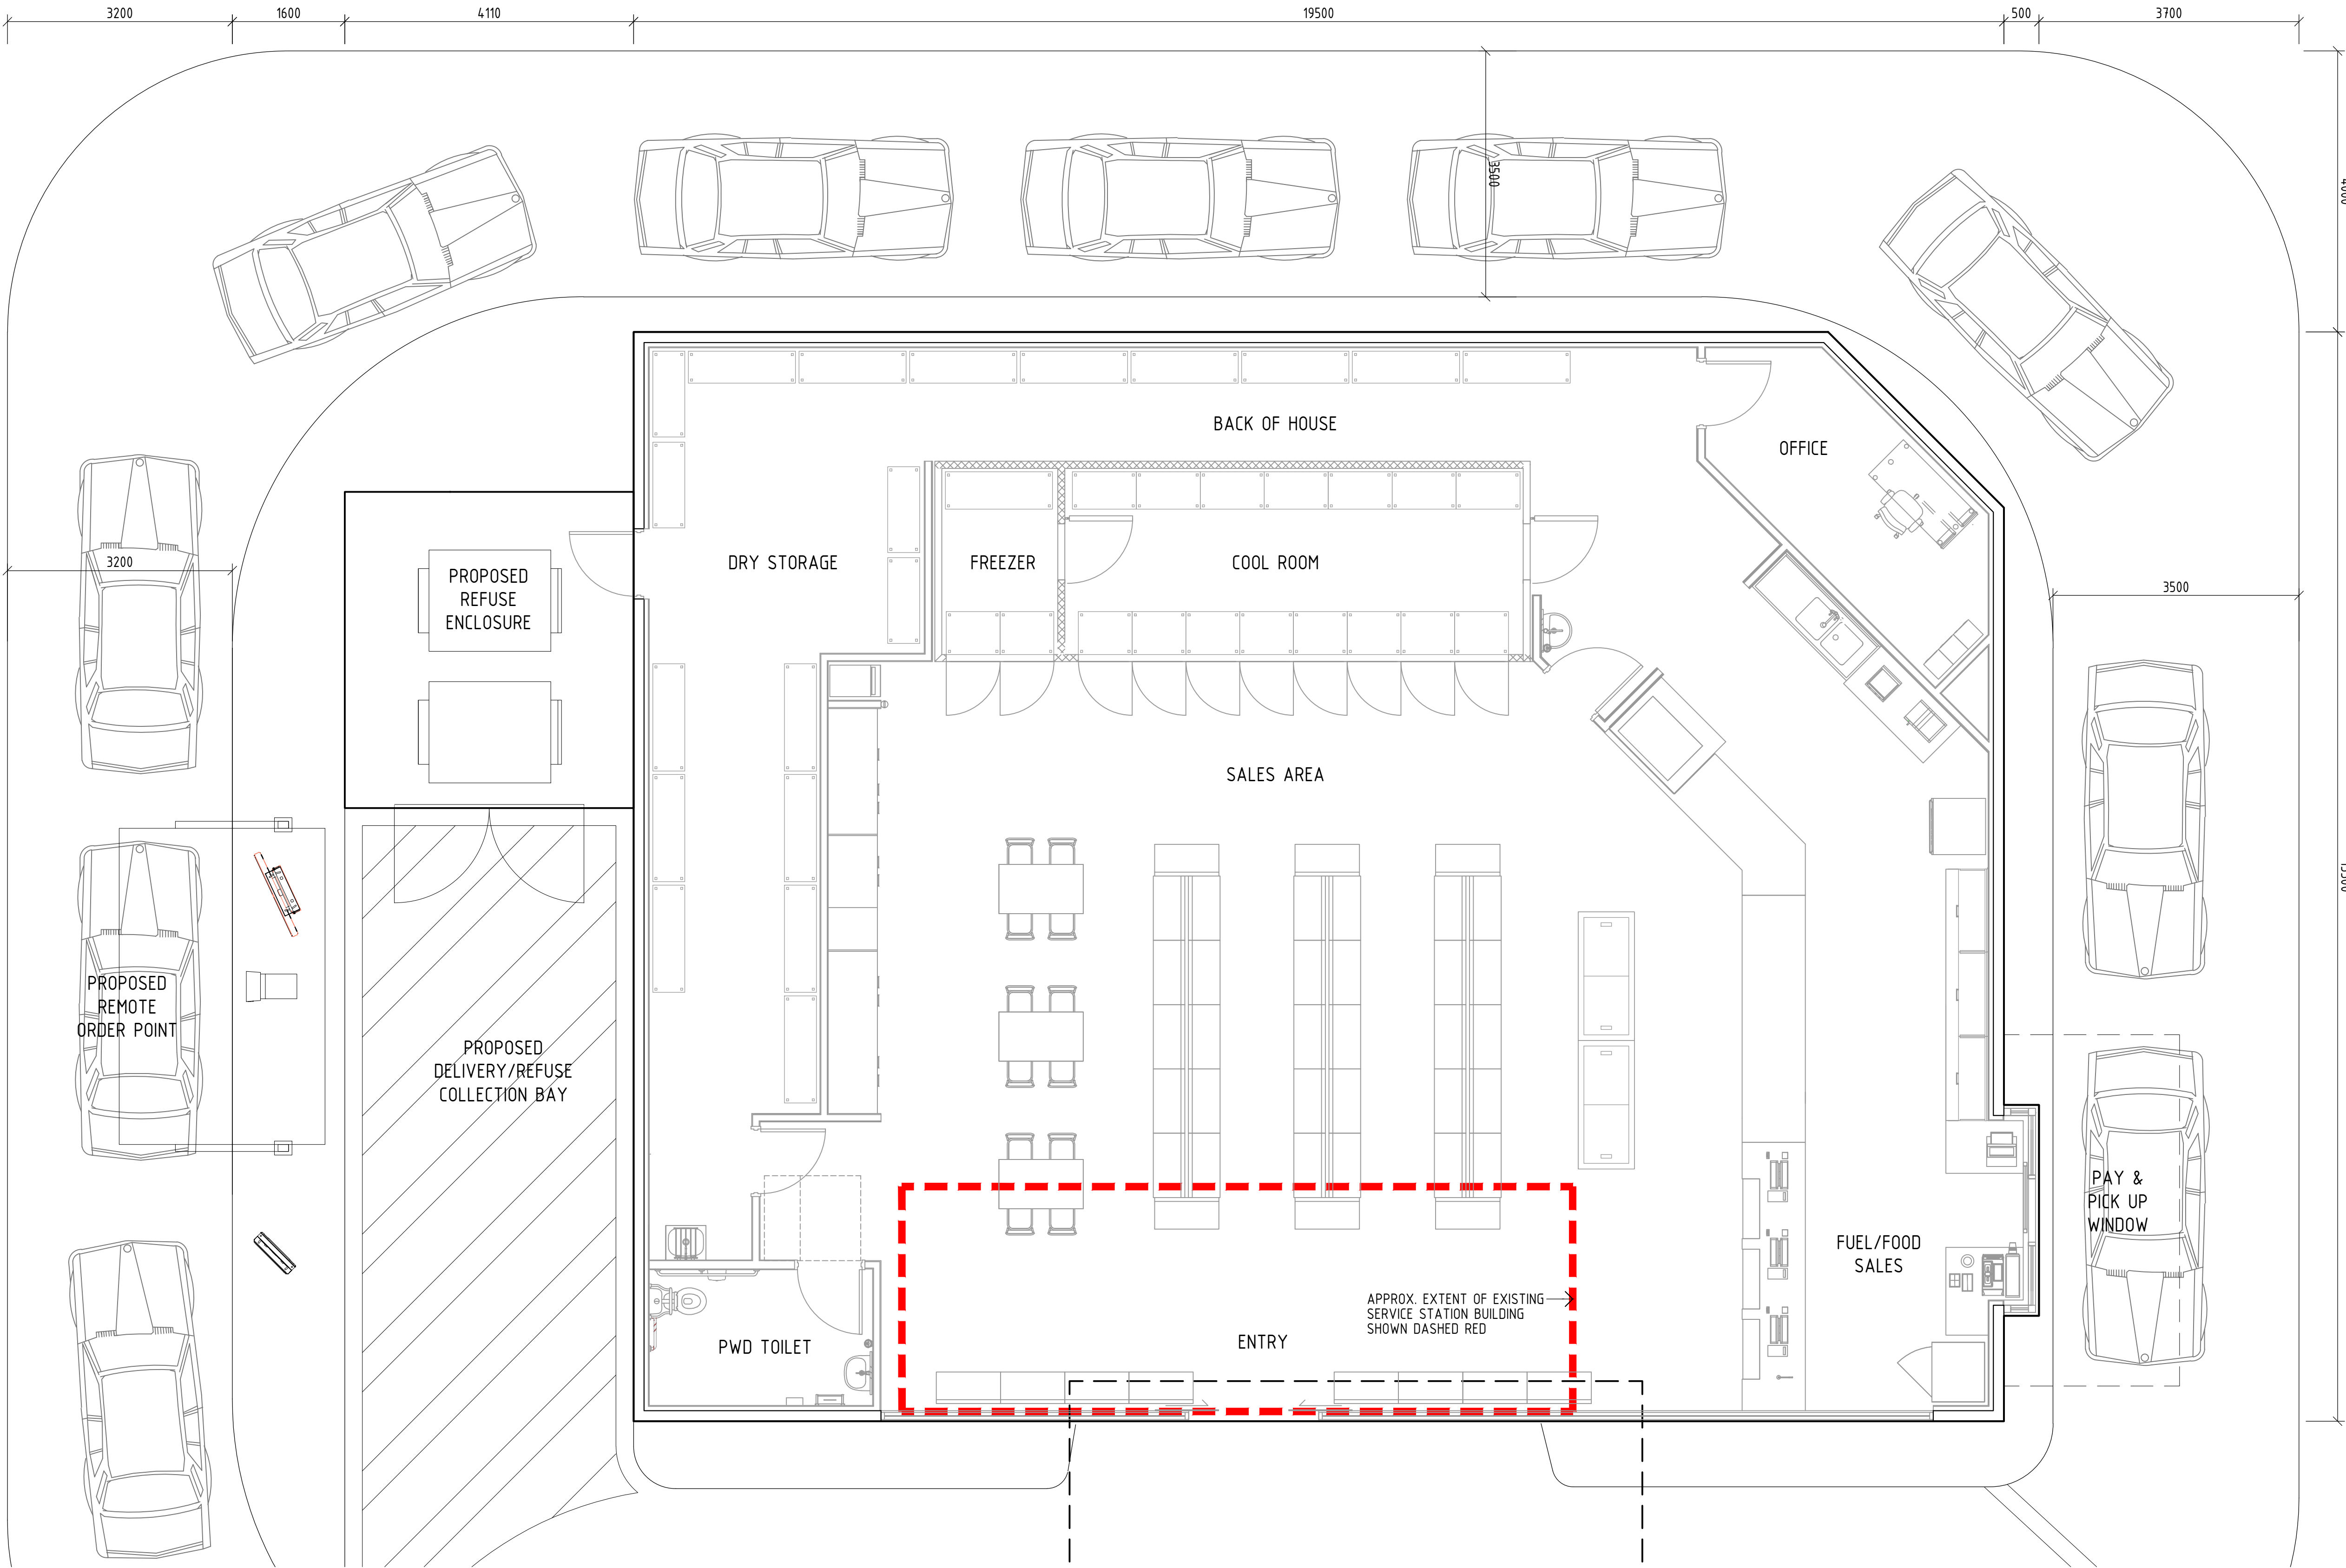 3200
1600
4110
19500
500
3700
3500
BACK OF HOUSE
OFFICE
3200
PROPOSED
REFUSE
ENCLOSURE
DRY STORAGE
FREEZER
COOL ROOM
3500
SALES AREA
PROPOSED
REMOTE
ORDER POINT
PROPOSED
DELIVERY/REFUSE
COLLECTION BAY
PAY &
PICK UP
WINDOW
FUEL/FOOD
SALES
APPROX. EXTENT OF EXISTING
SERVICE STATION BUILDING
SHOWN DASHED RED
PWD TOILET
ENTRY